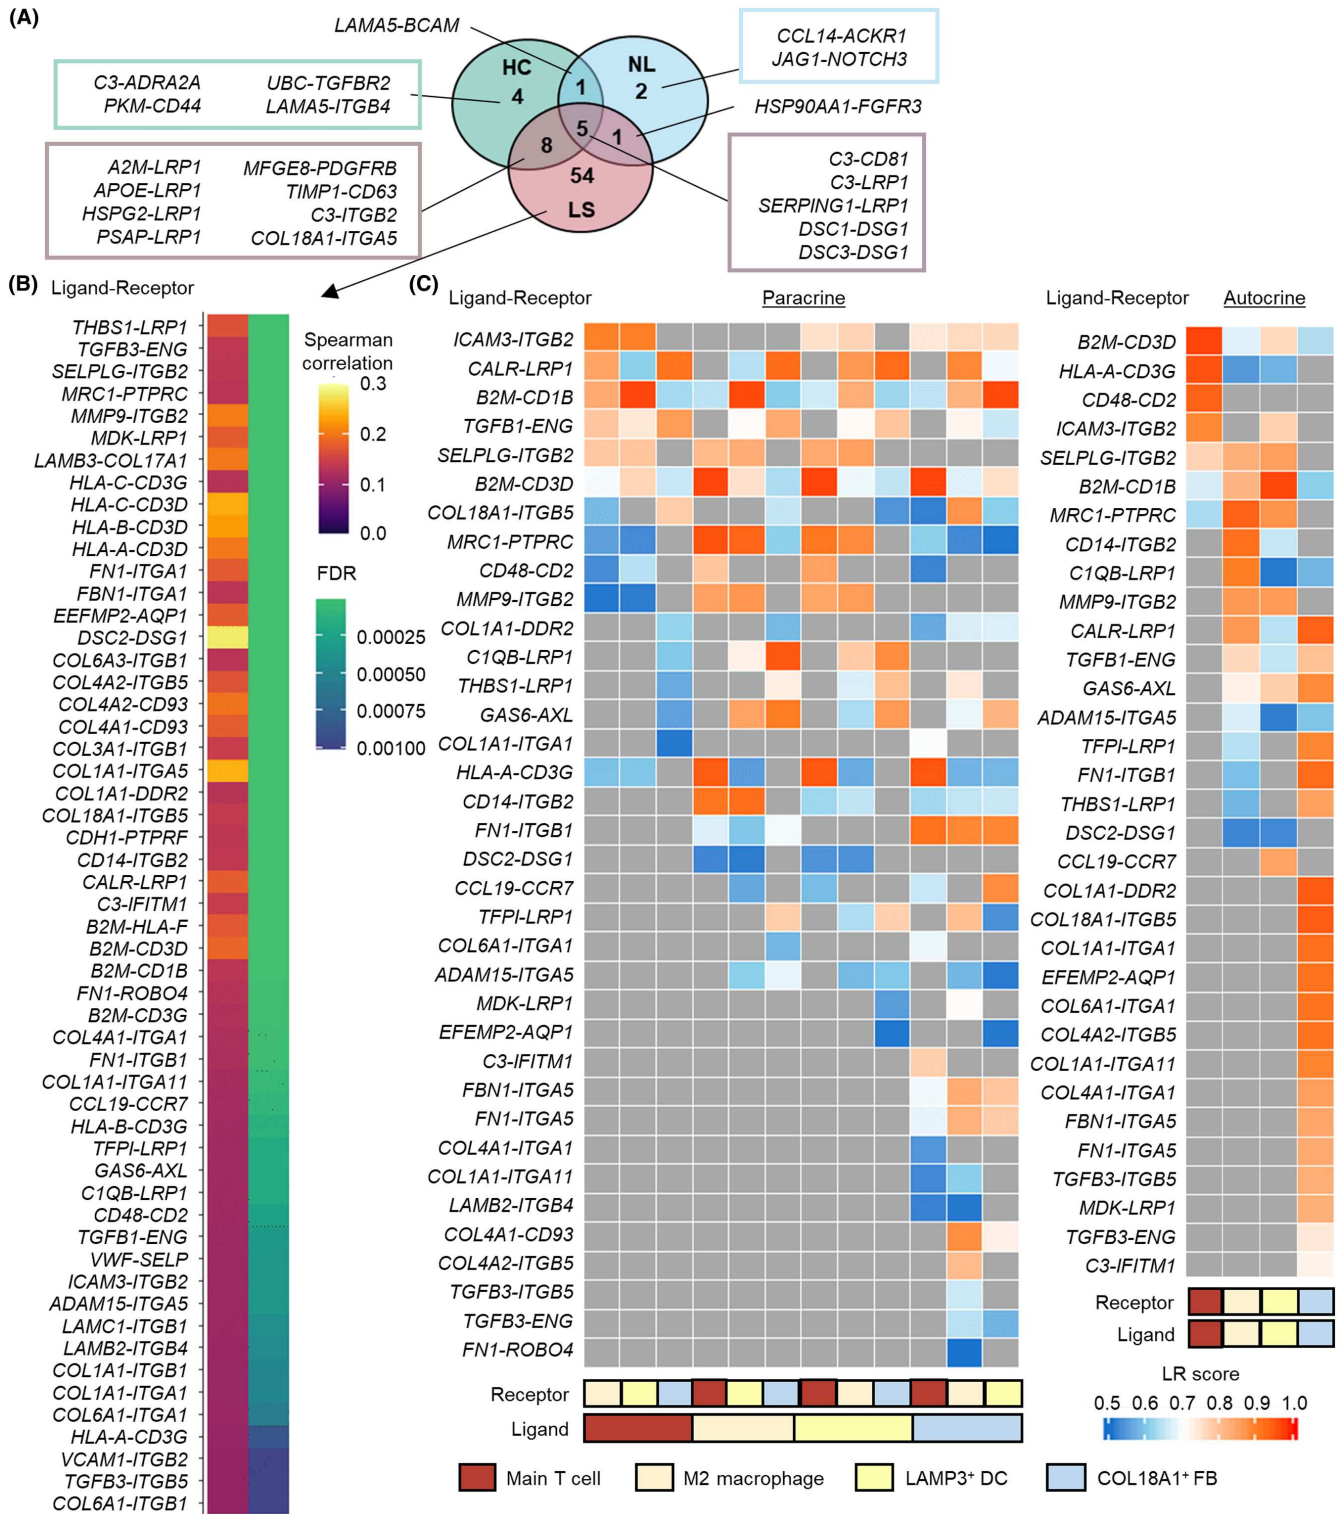 (A)
LAMA5-BCAM
C3-ADRA2A UBC-TGFBR2
PKM-CD44 LAMA5-ITGB4
HC
4
1
NL
2
5
8
1
54
LS
CCL14-ACKR1
JAG1-NOTCH3
HSP90AA1-FGFR3
A2M-LRP1 MFGE8-PDGFRB
APOE-LRP1 TIMP1-CD63
HSPG2-LRP1 C3-ITGB2
PSAP-LRP1 COL18A1-ITGA5
C3-CD81
C3-LRP1
SERPING1-LRP1
DSC1-DSG1
DSC3-DSG1
(B)
Ligand-Receptor
THBS1-LRP1
TGFB3-ENG
SELPLG-ITGB2
MRC1-PTPRC
MMP9-ITGB2
MDK-LRP1
LAMB3-COL17A1
HLA-C-CD3G
HLA-C-CD3D
HLA-B-CD3D
HLA-A-CD3D
FN1-ITGA1
FBN1-ITGA1
EEFMP2-AQP1
DSC2-DSG1
COL6A3-ITGB1
COL4A2-ITGB5
COL4A2-CD93
COL4A1-CD93
COL3A1-ITGB1
COL1A1-ITGA5
COL1A1-DDR2
COL18A1-ITGB5
CDH1-PTPRF
CD14-ITGB2
CALR-LRP1
C3-IFITM1
B2M-HLA-F
B2M-CD3D
B2M-CD1B
FN1-ROBO4
B2M-CD3G
COL4A1-ITGA1
FN1-ITGB1
COL1A1-ITGA11
CCL19-CCR7
HLA-B-CD3G
TFPI-LRP1
GAS6-AXL
C1QB-LRP1
CD48-CD2
TGFB1-ENG
VWF-SELP
ICAM3-ITGB2
ADAM15-ITGA5
LAMC1-ITGB1
LAMB2-ITGB4
COL1A1-ITGB1
COL1A1-ITGA1
COL6A1-ITGA1
HLA-A-CD3G
VCAM1-ITGB2
TGFB3-ITGB5
COL6A1-ITGB1
Spearman
correlation
0.3
0.2
0.1
0.0
FDR
0.00025
0.00050
0.00075
0.00100
(C)
Ligand-Receptor
Paracrine
ICAM3-ITGB2
CALR-LRP1
B2M-CD1B
TGFB1-ENG
SELPLG-ITGB2
B2M-CD3D
COL18A1-ITGB5
MRC1-PTPRC
CD48-CD2
MMP9-ITGB2
COL1A1-DDR2
C1QB-LRP1
THBS1-LRP1
GAS6-AXL
COL1A1-ITGA1
HLA-A-CD3G
CD14-ITGB2
FN1-ITGB1
DSC2-DSG1
CCL19-CCR7
TFPI-LRP1
COL6A1-ITGA1
ADAM15-ITGA5
MDK-LRP1
EFEMP2-AQP1
C3-IFITM1
FBN1-ITGA5
FN1-ITGA5
COL4A1-ITGA1
COL1A1-ITGA11
LAMB2-ITGB4
COL4A1-CD93
COL4A2-ITGB5
TGFB3-ITGB5
TGFB3-ENG
FN1-ROBO4
Receptor
Ligand
Ligand-Receptor
Autocrine
B2M-CD3D
HLA-A-CD3G
CD48-CD2
ICAM3-ITGB2
SELPLG-ITGB2
B2M-CD1B
MRC1-PTPRC
CD14-ITGB2
C1QB-LRP1
MMP9-ITGB2
CALR-LRP1
TGFB1-ENG
GAS6-AXL
ADAM15-ITGA5
TFPI-LRP1
FN1-ITGB1
THBS1-LRP1
DSC2-DSG1
CCL19-CCR7
COL1A1-DDR2
COL18A1-ITGB5
COL1A1-ITGA1
EFEMP2-AQP1
COL6A1-ITGA1
COL4A2-ITGB5
COL1A1-ITGA11
COL4A1-ITGA1
FBN1-ITGA5
FN1-ITGA5
TGFB3-ITGB5
MDK-LRP1
TGFB3-ENG
C3-IFITM1
Receptor
Ligand
LR score
0.5 0.6 0.7 0.8 0.9 1.0
Main T cell M2 macrophage LAMP3⁺ DC COL18A1⁺ FB